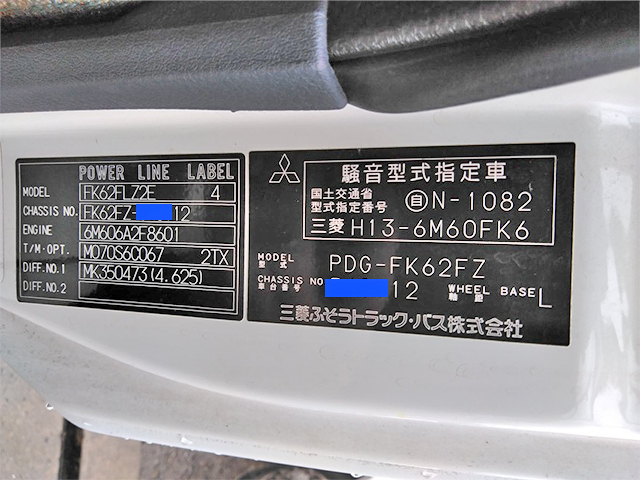 POWER LINE LABEL
MODEL FK62FLZ2E 4
CHASSIS NO. FK62FZ- 12
ENGINE 6M606A2F8601
T/M·OPT. M070S6C067 2TX
DIFF. NO.1 MK350473(4.625)
DIFF. NO.2
騒音型式指定車
国土交通省
型式指定番号 自N-1082
三菱 H13-6M60FK6
MODEL
型式 PDG-FK62FZ
CHASSIS NO
車台番号 12 WHEEL BASE
軸距 L
三菱ふそうトラック・バス株式会社